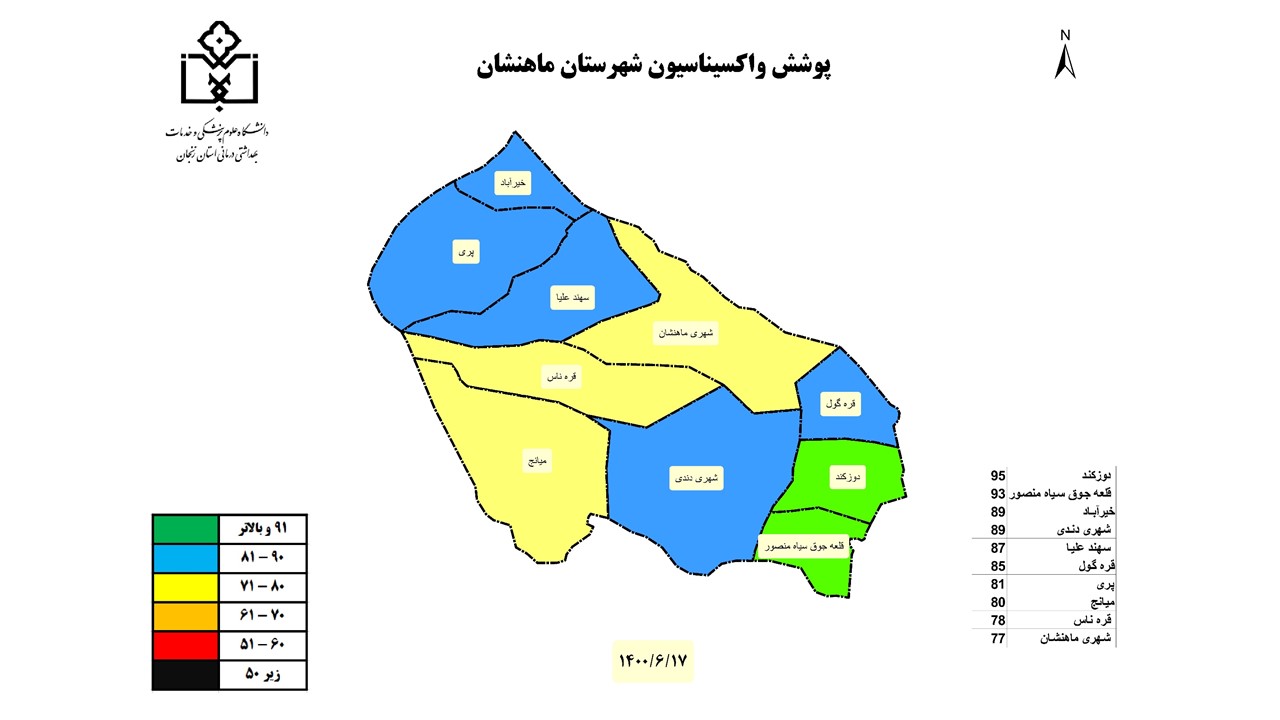 پوشش واکسیناسیون شهرستان ماهنشان
N
دانشگاه علوم پزشکی و خدمات
بهداشتی درمانی استان زنجان
خیرآباد
پری
سهند علیا
شهری ماهنشان
قره ناس
قره گول
میانج
شهری دندی
دوزکند
قلعه جوق سیاه منصور
دوزکند 95
قلعه جوق سیاه منصور 93
خیرآباد 89
شهری دندی 89
سهند علیا 87
قره گول 85
پری 81
میانج 80
قره ناس 78
شهری ماهنشان 77
۹۱ و بالاتر
۸۱ – ۹۰
۷۱ – ۸۰
۶۱ – ۷۰
۵۱ – ۶۰
زیر ۵۰
۱۴۰۰/۶/۱۷